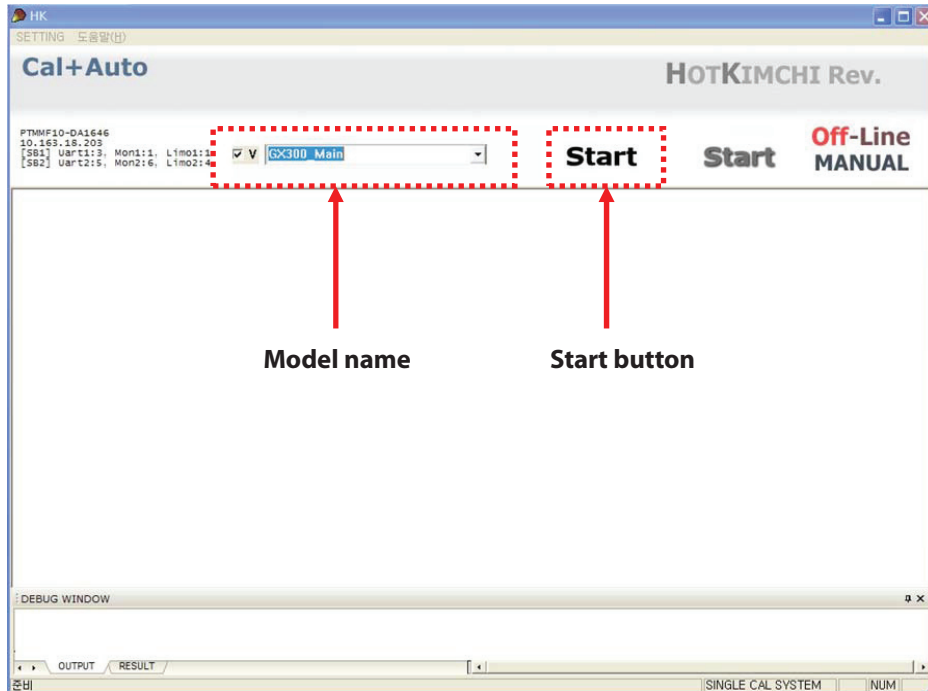 HK
SETTING 도움말(H)
Cal+Auto
HOTKIMCHI Rev.
PTMMF10-DA1646
10.163.18.203
[SB1] Uart1:3, Mon1:1, Limo1:1
[SB2] Uart2:5, Mon2:6, Limo2:4
V GX300 Main
Start
Start
Off-Line
MANUAL
Model name
Start button
DEBUG WINDOW
OUTPUT RESULT
준비
SINGLE CAL SYSTEM
NUM